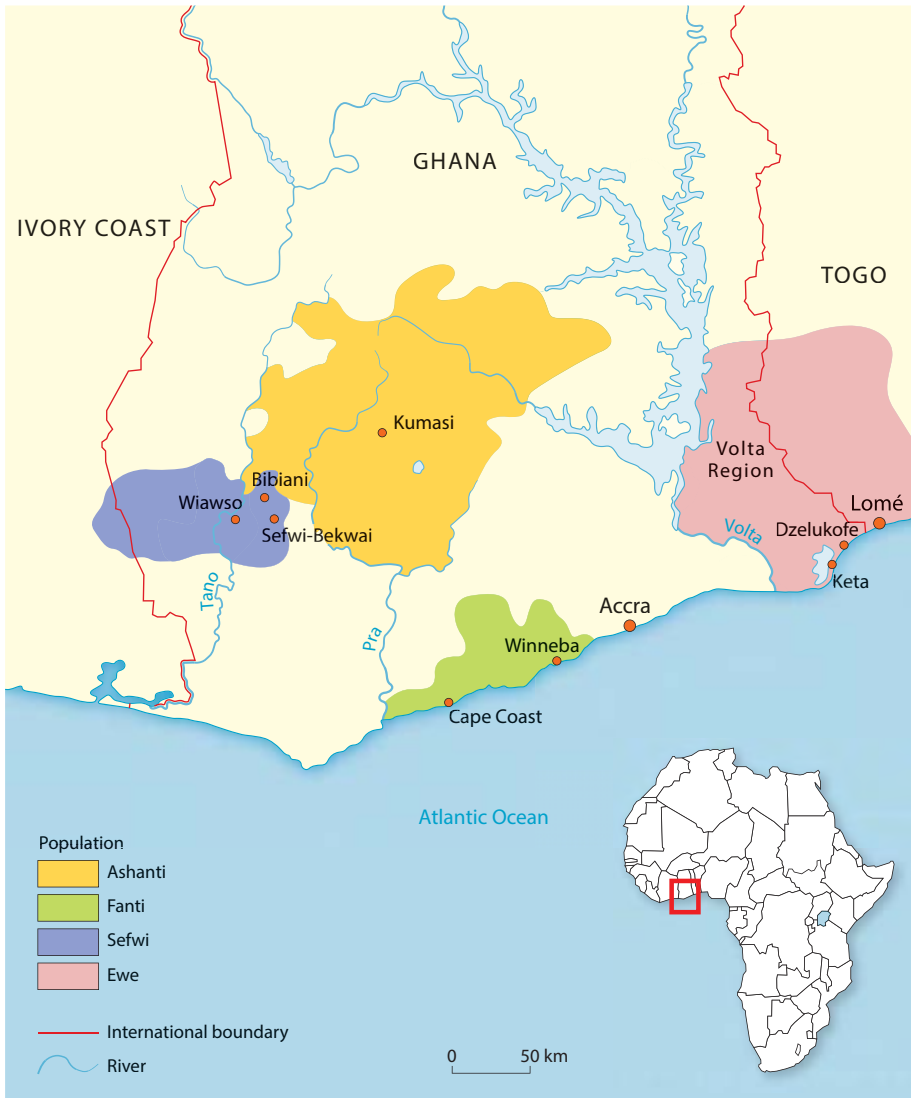 GHANA
IVORY COAST
TOGO
Kumasi
Volta
Region
Bibiani
Wiawso
Sefwi-Bekwai
Lomé
Dzelukofe
Volta
Keta
Tano
Pra
Accra
Winneba
Cape Coast
Atlantic Ocean
Population
Ashanti
Fanti
Sefwi
Ewe
International boundary
River
0 50 km